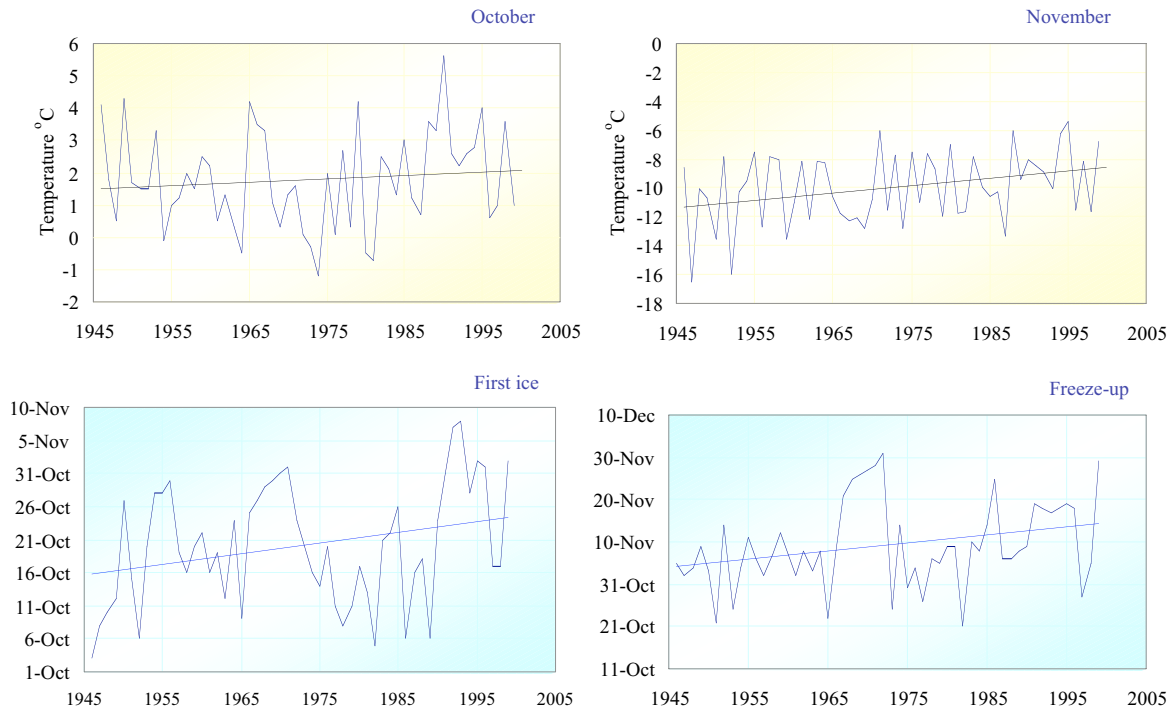 October
6
5
4
3
2
1
0
-1
-2
Temperature °C
1945 1955 1965 1975 1985 1995 2005
November
0
-2
-4
-6
-8
-10
-12
-14
-16
-18
Temperature °C
1945 1955 1965 1975 1985 1995 2005
First ice
10-Nov
5-Nov
31-Oct
26-Oct
21-Oct
16-Oct
11-Oct
6-Oct
1-Oct
1945 1955 1965 1975 1985 1995 2005
Freeze-up
10-Dec
30-Nov
20-Nov
10-Nov
31-Oct
21-Oct
11-Oct
1945 1955 1965 1975 1985 1995 2005